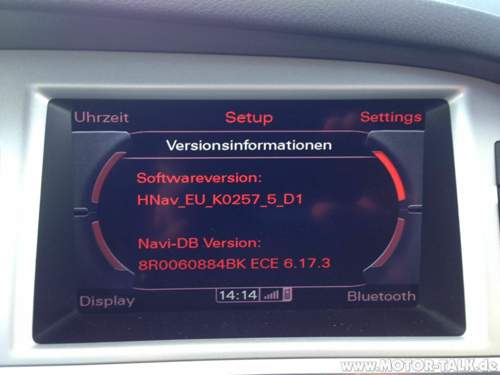 Uhrzeit Setup Settings
Versionsinformationen
Softwareversion:
HNav_EU_K0257_5_D1
Navi-DB Version:
8R0060884BK ECE 6.17.3
Display 14:14 Bluetooth
www.MOTOR-TALK.de